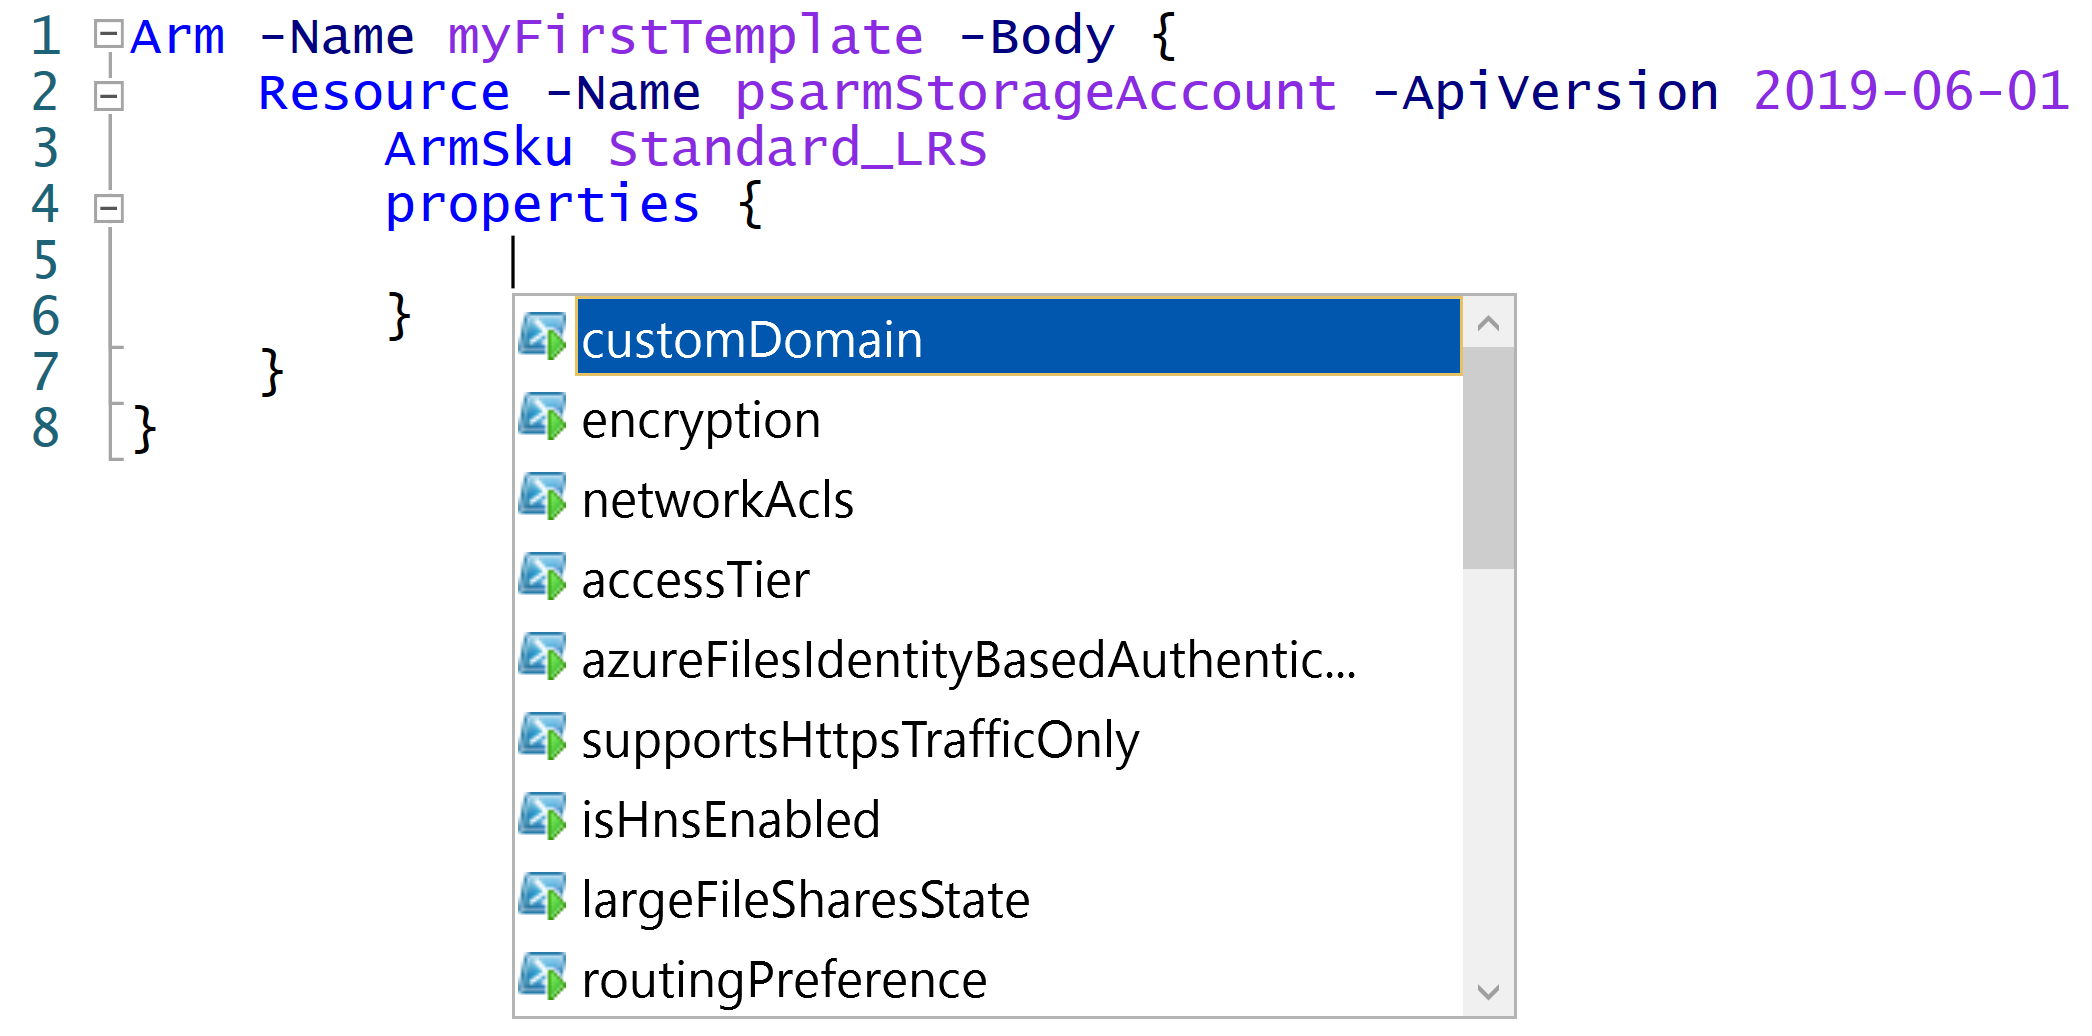 1 Arm -Name myFirstTemplate -Body {
2 Resource -Name psarmStorageAccount -ApiVersion 2019-06-01
3 ArmSku Standard_LRS
4 properties {
5
6 }
7 }
8 }
customDomain
encryption
networkAcls
accessTier
azureFilesIdentityBasedAuthentic...
supportsHttpsTrafficOnly
isHnsEnabled
largeFileSharesState
routingPreference